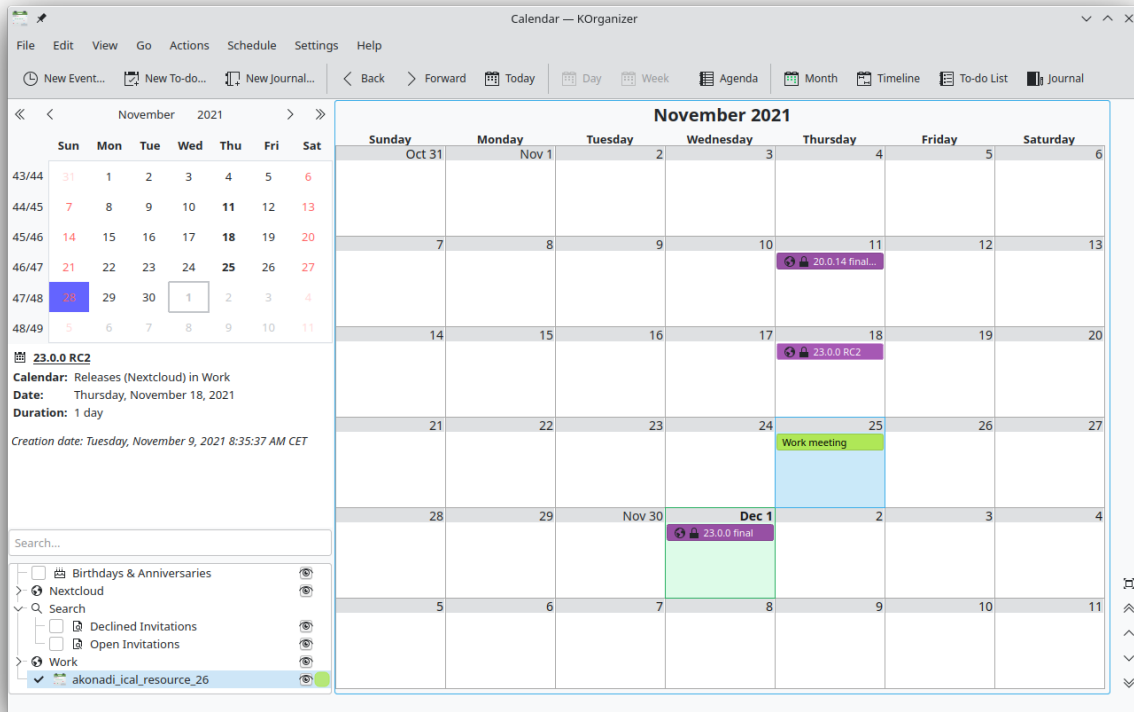 Calendar — KOrganizer
File Edit View Go Actions Schedule Settings Help
New Event... New To-do... New Journal... Back Forward Today Day Week Agenda Month Timeline To-do List Journal
November 2021
Sun Mon Tue Wed Thu Fri Sat
43/44 31 1 2 3 4 5 6
44/45 7 8 9 10 11 12 13
45/46 14 15 16 17 18 19 20
46/47 21 22 23 24 25 26 27
47/48 28 29 30 1 2 3 4
48/49 5 6 7 8 9 10 11
23.0.0 RC2
Calendar: Releases (Nextcloud) in Work
Date: Thursday, November 18, 2021
Duration: 1 day
Creation date: Tuesday, November 9, 2021 8:35:37 AM CET
Search...
Birthdays & Anniversaries
Nextcloud
Search
Declined Invitations
Open Invitations
Work
akonadi_ical_resource_26
November 2021
Sunday Monday Tuesday Wednesday Thursday Friday Saturday
Oct 31 Nov 1 2 3 4 5 6
7 8 9 10 11 12 13
20.0.14 final...
14 15 16 17 18 19 20
23.0.0 RC2
21 22 23 24 25 26 27
Work meeting
28 29 Nov 30 Dec 1 2 3 4
23.0.0 final
5 6 7 8 9 10 11